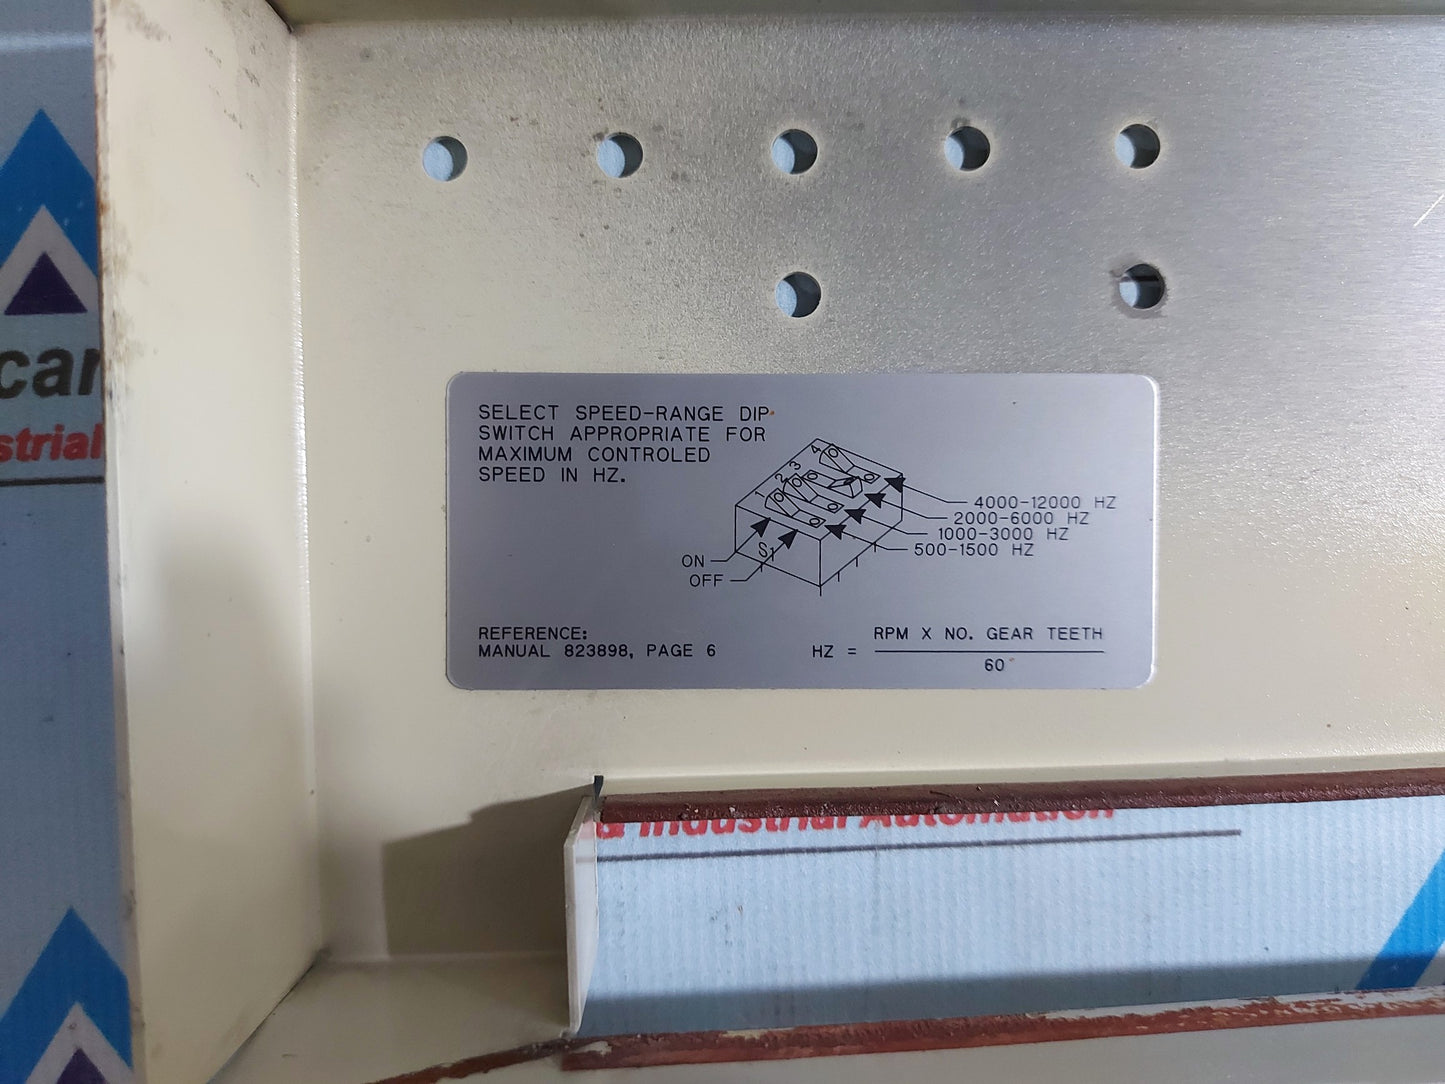 SELECT SPEED-RANGE DIP
SWITCH APPROPRIATE FOR
MAXIMUM CONTROLED
SPEED IN HZ.
1 2 3 4
4000-12000 HZ
2000-6000 HZ
1000-3000 HZ
500-1500 HZ
ON
S1
OFF
REFERENCE:
MANUAL 823898, PAGE 6
HZ = RPM X NO. GEAR TEETH
60
car
strial
Industrial Automation